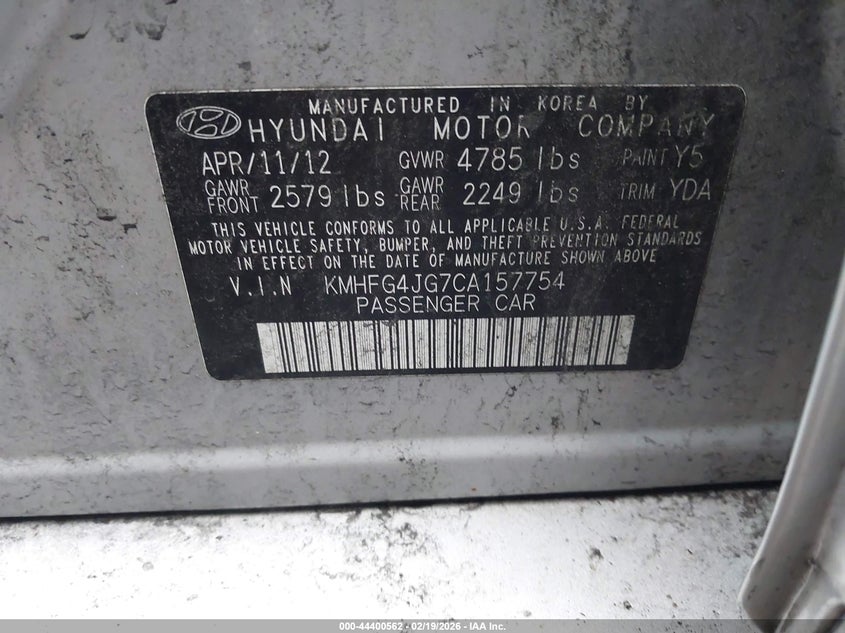 MANUFACTURED IN KOREA BY
HYUNDAI MOTOR COMPANY
APR/11/12 GVWR 4785 lbs PAINT Y5
GAWR FRONT 2579 lbs GAWR REAR 2249 lbs TRIM YDA
THIS VEHICLE CONFORMS TO ALL APPLICABLE U.S.A. FEDERAL
MOTOR VEHICLE SAFETY, BUMPER, AND THEFT PREVENTION STANDARDS
IN EFFECT ON THE DATE OF MANUFACTURE SHOWN ABOVE
V.I.N KMHFG4JG7CA157754
PASSENGER CAR
000-44400562 - 02/19/2026 - IAA Inc.